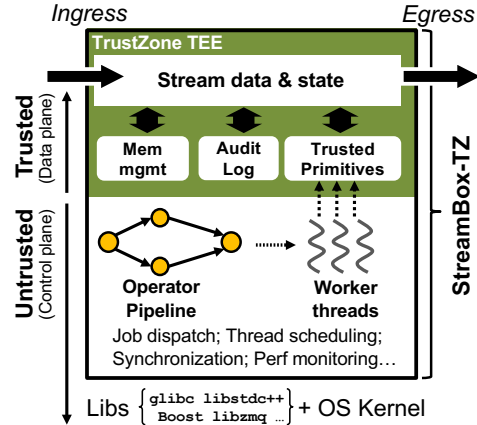 Ingress
Egress
TrustZone TEE
Stream data & state
Mem
mgmt
Audit
Log
Trusted
Primitives
Trusted
(Data plane)
Untrusted
(Control plane)
StreamBox-TZ
Operator
Pipeline
Worker
threads
Job dispatch; Thread scheduling;
Synchronization; Perf monitoring…
Libs { glibc libstdc++
Boost libzmq … } + OS Kernel